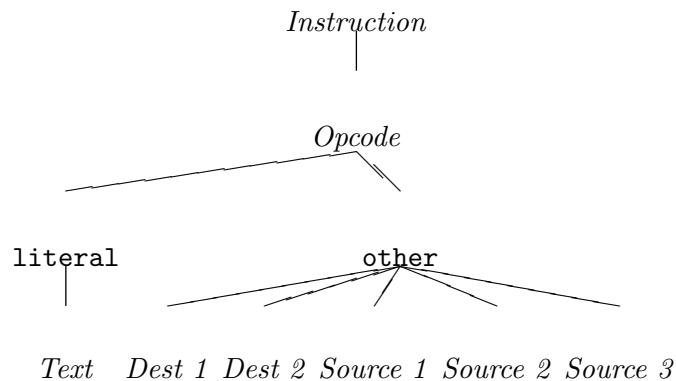 Instruction
Opcode
literal other
Text Dest 1 Dest 2 Source 1 Source 2 Source 3